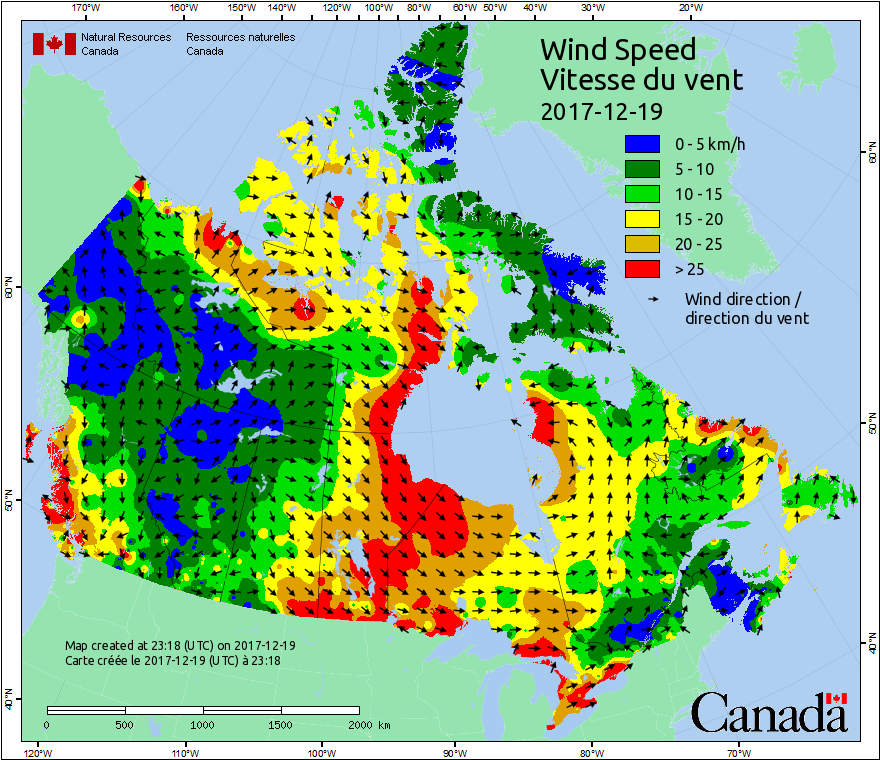 170°W 160°W 150°W 140°W 130°W 120°W 110°W 100°W 90°W 80°W 70°W 60°W 50°W 40°W 30°W 20°W
Natural Resources Ressources naturelles
Canada Canada
Wind Speed
Vitesse du vent
2017-12-19
0 - 5 km/h
5 - 10
10 - 15
15 - 20
20 - 25
> 25
Wind direction /
direction du vent
60°N
60°N
50°N
50°N
40°N
40°N
Map created at 23:18 (UTC) on 2017-12-19
Carte créée le 2017-12-19 (UTC) à 23:18
0 500 1000 1500 2000 km
Canada
120°W 110°W 100°W 90°W 80°W 70°W